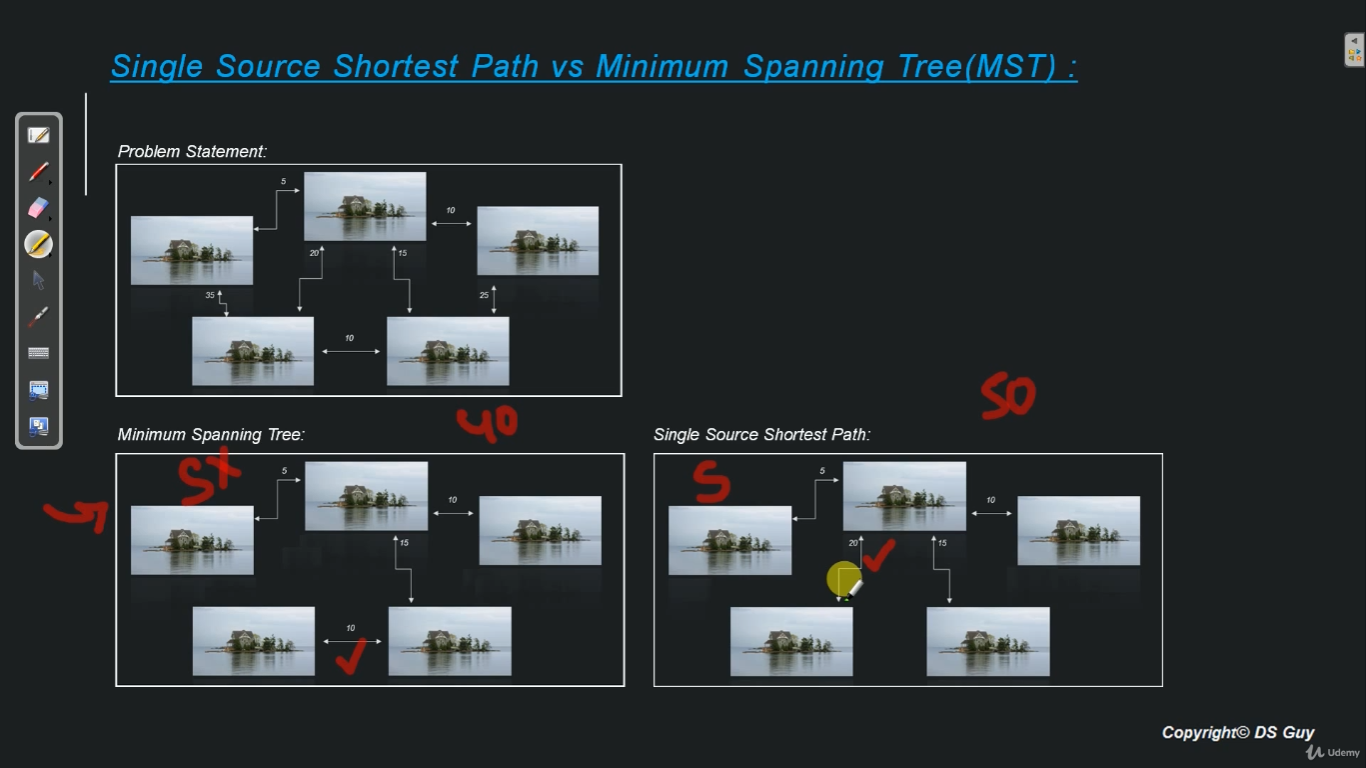 Single Source Shortest Path vs Minimum Spanning Tree(MST) :
Problem Statement:
5
10
20
15
35
25
10
40
50
Minimum Spanning Tree:
Single Source Shortest Path:
S
5
10
15
10
S
5
10
20
15
Copyright© DS Guy
Udemy